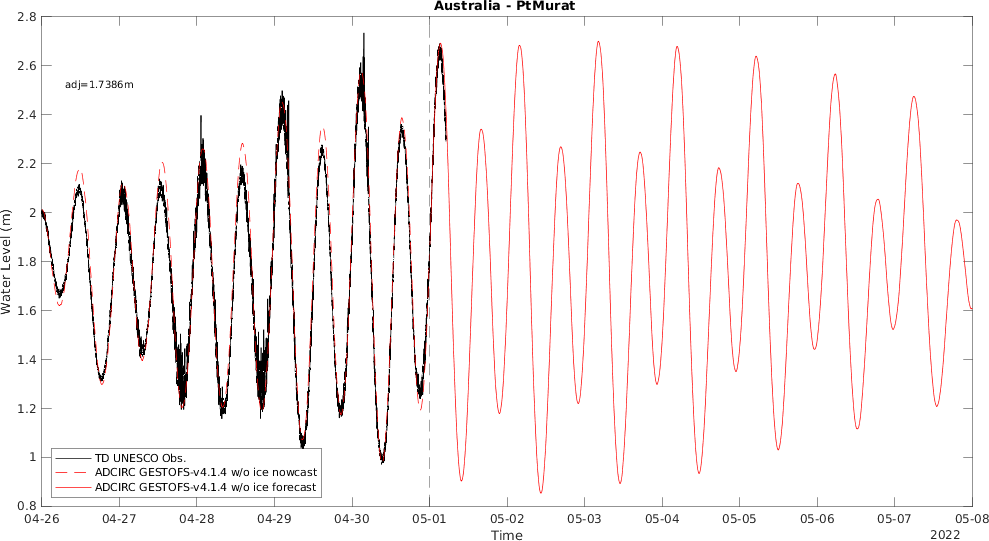 Australia - PtMurat
adj=1.7386m
Water Level (m)
2.8
2.6
2.4
2.2
2
1.8
1.6
1.4
1.2
1
0.8
TD UNESCO Obs.
ADCIRC GESTOFS-v4.1.4 w/o ice nowcast
ADCIRC GESTOFS-v4.1.4 w/o ice forecast
04-26 04-27 04-28 04-29 04-30 05-01 05-02 05-03 05-04 05-05 05-06 05-07 05-08
Time
2022